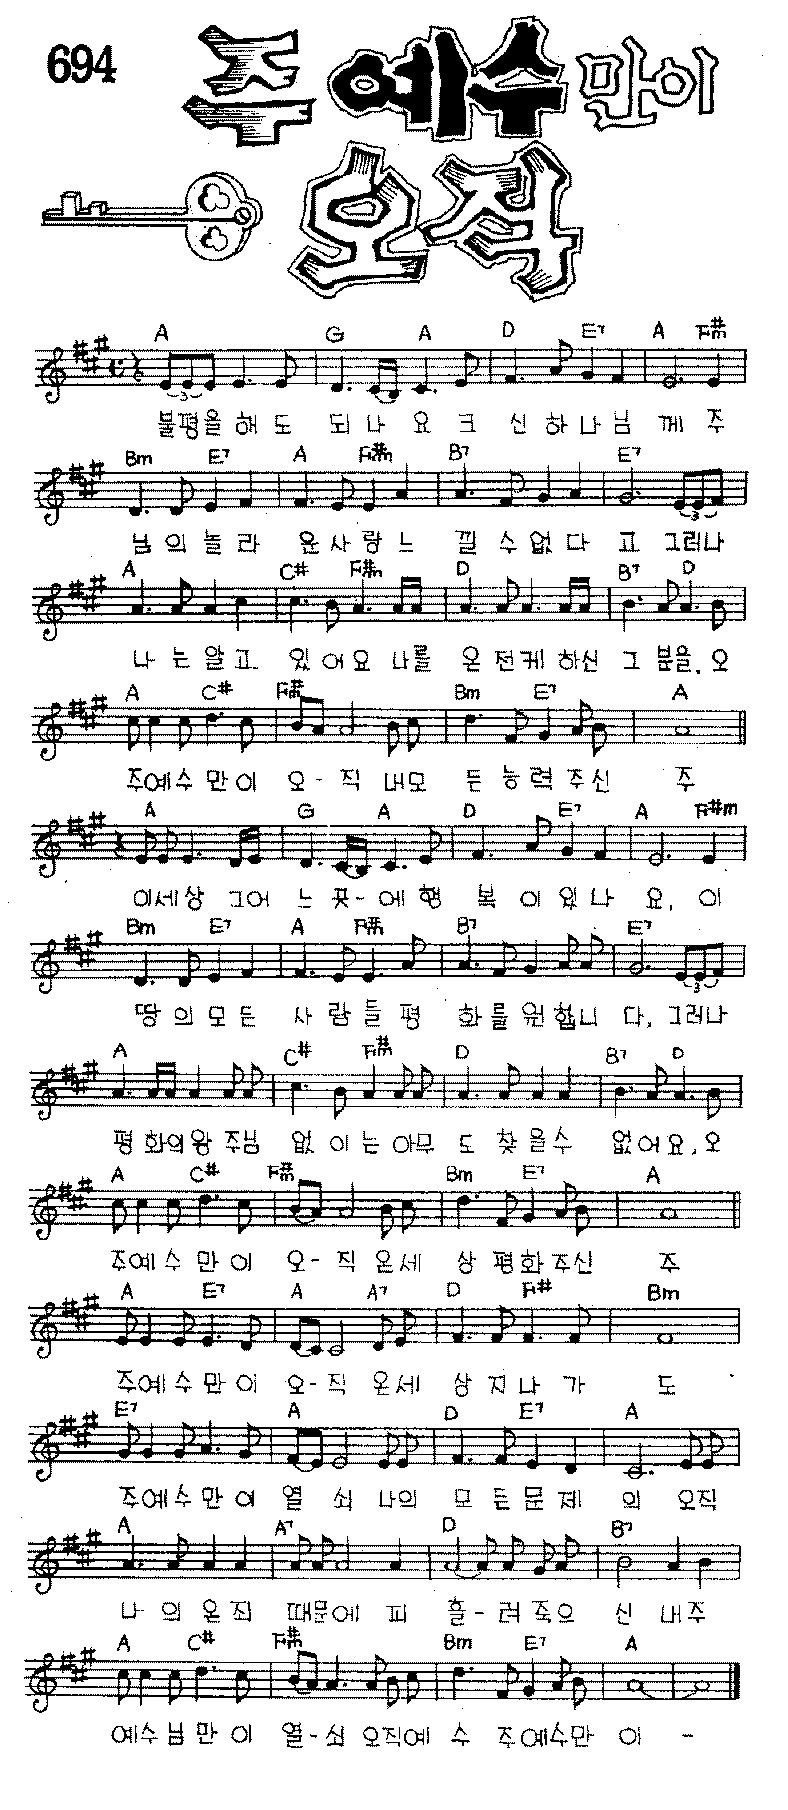 694
주 예수 만이
오직
A G A D E7 A F#m
불평을 해 도 되 나 요 크 신 하 나 님 께 주
Bm E7 A F#m B7 E7
님 의 놀 라 운 사 랑 느 낄 수 없 다 고 그러나
A C# F#m D B7 D
나 는 알 고 있 어 요 나를 온 전케 하신 그 분을, 오
A C# F#m Bm E7 A
주예수 만 이 오 - 직 내모 든 능 력 주신 주
A G A D E7 A F#m
이세상 그어 느 곳 - 에 행 복 이 있 나 요, 이
Bm E7 A F#m B7 E7
땅 의 모 든 사 람 들 평 화 를 원 합니 다, 그러나
A C# F#m D B7 D
평 화의왕 주님 없 이 는 아무 도 찾 을수 없어요, 오
A C# F#m Bm E7 A
주예 수 만 이 오 - 직 온 세 상 평화 주신 주
A E7 A A7 D F# Bm
주예 수 만 이 오 - 직 온세 상 지 나 가 도
E7 A D E7 A
주예 수 만 이 열 쇠 나의 모 든 문 제 의 오직
A A7 D B7
나 의 온 죄 때문에 피 흘 - 려 죽으 신 내주
A C# F#m Bm E7 A
예수 님 만 이 열 - 쇠 오직예 수 주 예수만 이 -